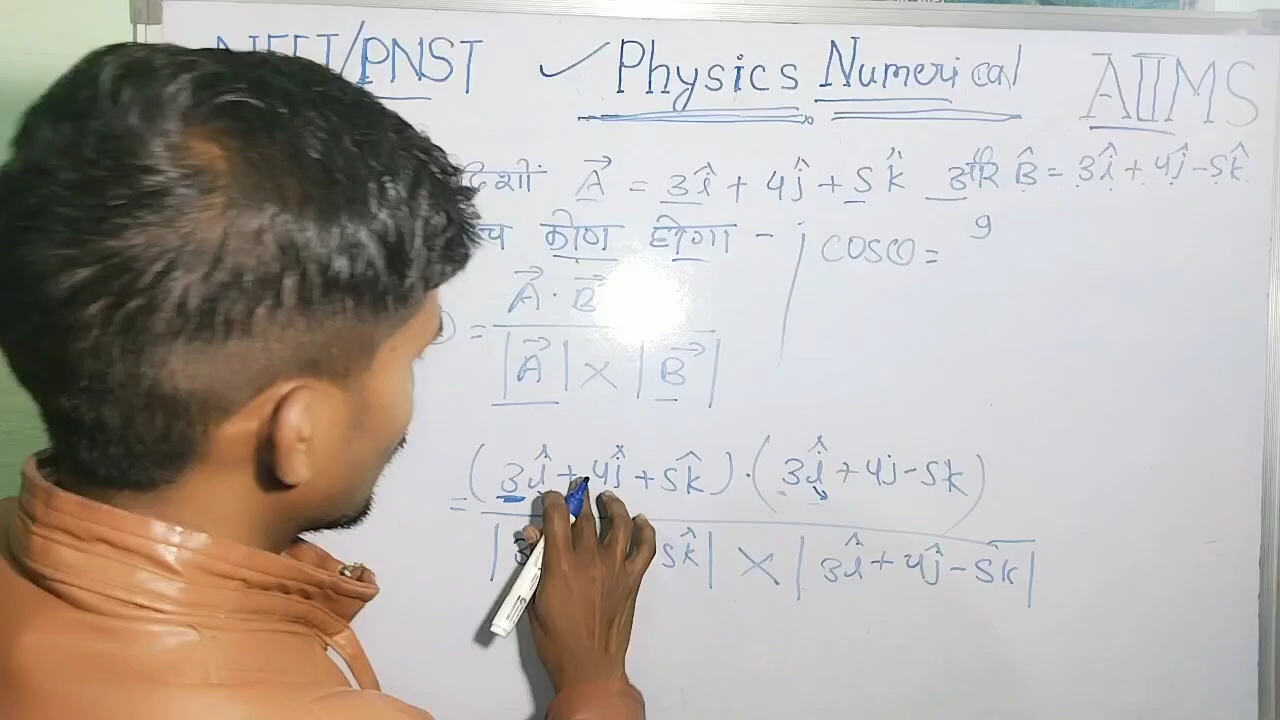 NEET/PNST ✓ Physics Numerical AIIMS
दिशों A⃗ = 3î + 4ĵ + 5k̂ और B̂ = 3î + 4ĵ - 5k̂
कोण होगा - cosθ = 9
= A⃗ · B⃗
|A⃗| × |B⃗|
= (3î + 4ĵ + 5k̂) · (3î + 4j - 5k)
5k̂| × |3î + 4ĵ - 5k̂|